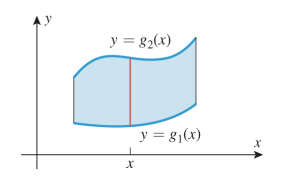 y
y = g₂(x)
y = g₁(x)
x
x